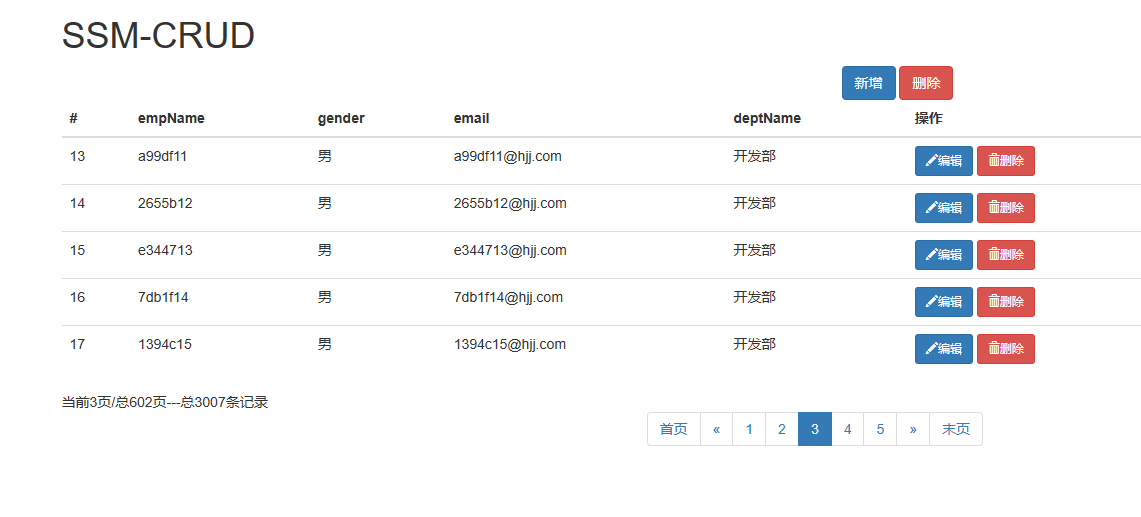 SSM-CRUD
新增 删除
# empName gender email deptName 操作
13 a99df11 男 a99df11@hjj.com 开发部 编辑 删除
14 2655b12 男 2655b12@hjj.com 开发部 编辑 删除
15 e344713 男 e344713@hjj.com 开发部 编辑 删除
16 7db1f14 男 7db1f14@hjj.com 开发部 编辑 删除
17 1394c15 男 1394c15@hjj.com 开发部 编辑 删除
当前3页/总602页---总3007条记录
首页 « 1 2 3 4 5 » 末页